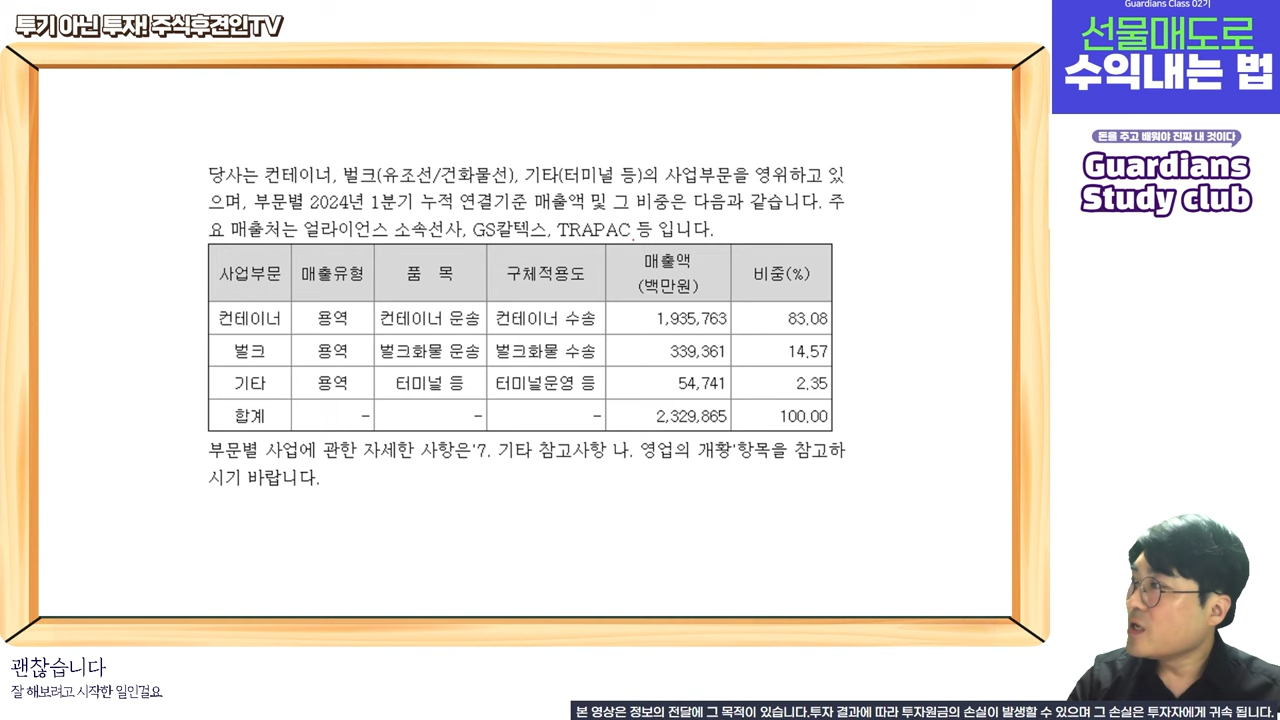 투기 아닌 투자! 주식후견인TV
Guardians Class 02기
선물매도로
수익내는 법
돈을 주고 배워야 진짜 내 것이다
Guardians
Study club
당사는 컨테이너, 벌크(유조선/건화물선), 기타(터미널 등)의 사업부문을 영위하고 있
으며, 부문별 2024년 1분기 누적 연결기준 매출액 및 그 비중은 다음과 같습니다. 주
요 매출처는 얼라이언스 소속선사, GS칼텍스, TRAPAC 등 입니다.
사업부문 매출유형 품 목 구체적용도 매출액 (백만원) 비중(%)
컨테이너 용역 컨테이너 운송 컨테이너 수송 1,935,763 83.08
벌크 용역 벌크화물 운송 벌크화물 수송 339,361 14.57
기타 용역 터미널 등 터미널운영 등 54,741 2.35
합계 - - - 2,329,865 100.00
부문별 사업에 관한 자세한 사항은'7. 기타 참고사항 나. 영업의 개황'항목을 참고하
시기 바랍니다.
괜찮습니다
잘 해보려고 시작한 일인걸요
본 영상은 정보의 전달에 그 목적이 있습니다.투자 결과에 따라 투자원금의 손실이 발생할 수 있으며 그 손실은 투자자에게 귀속 됩니다.